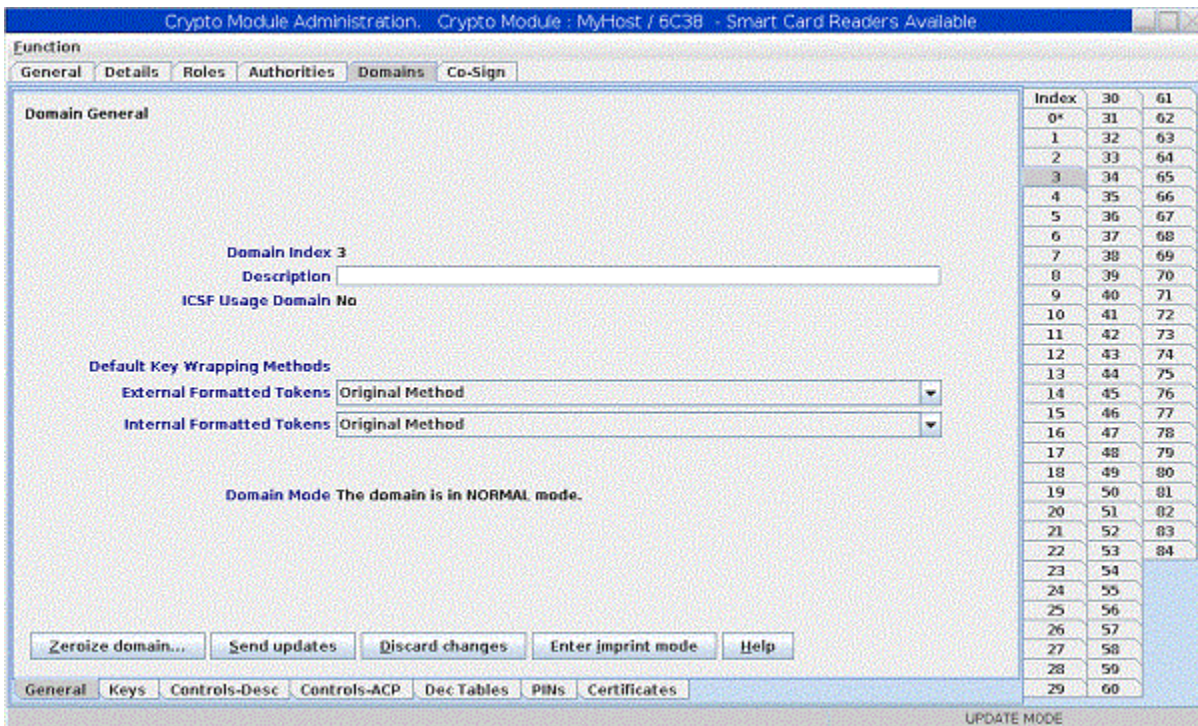 Crypto Module Administration. Crypto Module : MyHost / 6C38 - Smart Card Readers Available
Function
General Details Roles Authorities Domains Co-Sign
Domain General
Domain Index 3
Description
ICSF Usage Domain No
Default Key Wrapping Methods
External Formatted Tokens Original Method
Internal Formatted Tokens Original Method
Domain Mode The domain is in NORMAL mode.
Zeroize domain... Send updates Discard changes Enter imprint mode Help
General Keys Controls-Desc Controls-ACP Dec Tables PINs Certificates
Index 30 61
0* 31 62
1 32 63
2 33 64
3 34 65
4 35 66
5 36 67
6 37 68
7 38 69
8 39 70
9 40 71
10 41 72
11 42 73
12 43 74
13 44 75
14 45 76
15 46 77
16 47 78
17 48 79
18 49 80
19 50 81
20 51 82
21 52 83
22 53 84
23 54
24 55
25 56
26 57
27 58
28 59
29 60
UPDATE MODE